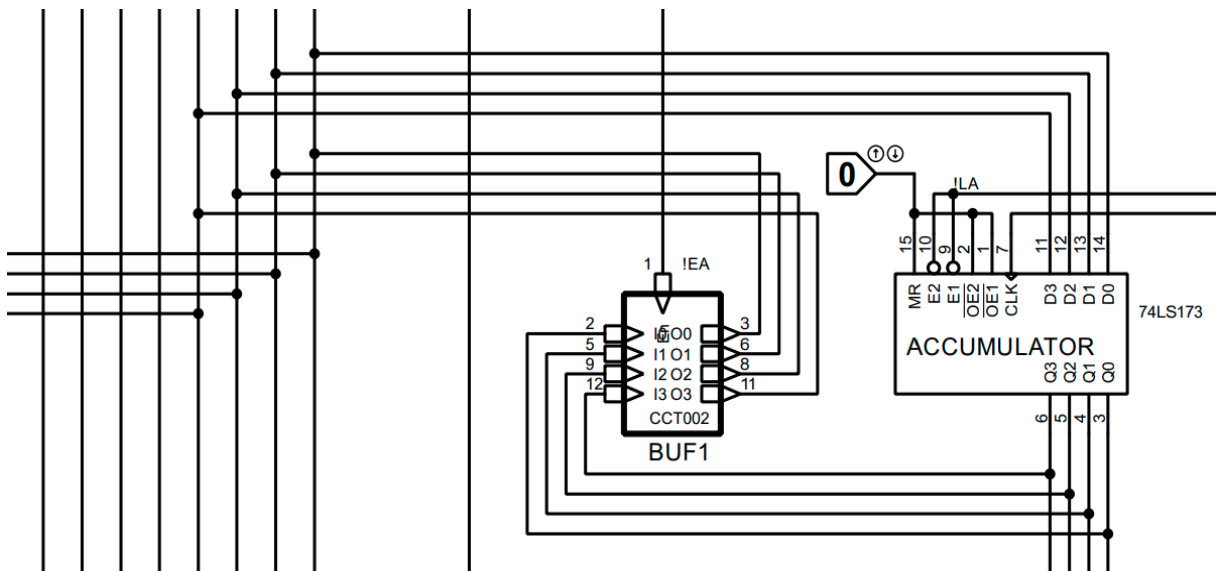 0
!LA
15
10
9
2
1
7
11
12
13
14
MR
E2
E1
OE2
OE1
CLK
D3
D2
D1
D0
74LS173
ACCUMULATOR
Q3
Q2
Q1
Q0
6
5
4
3
1
!EA
2
I0 O0
3
5
I1 O1
6
9
I2 O2
8
12
I3 O3
11
EN
CCT002
BUF1